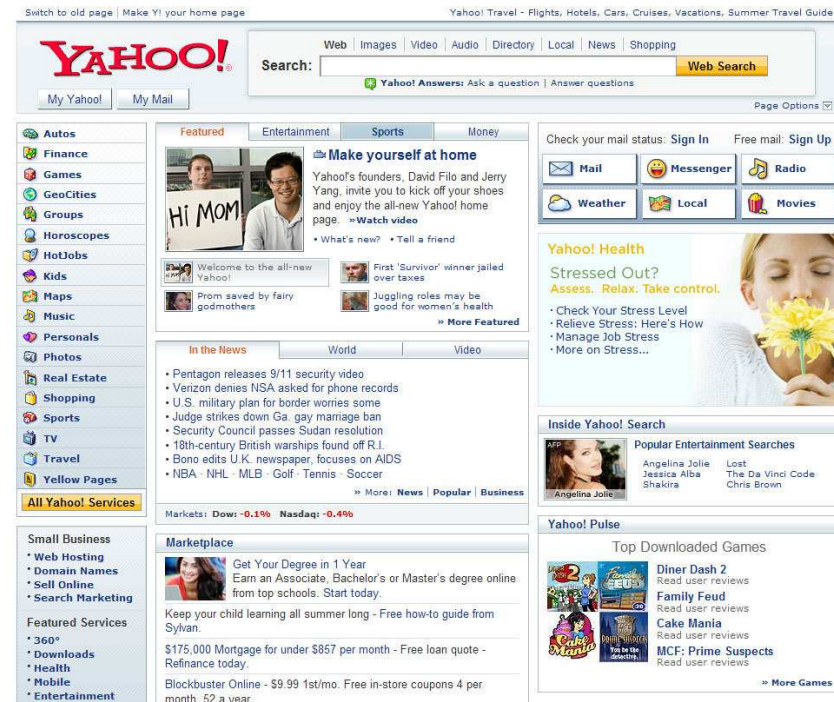 Switch to old page | Make Y! your home page
Yahoo! Travel - Flights, Hotels, Cars, Cruises, Vacations, Summer Travel Guide
YAHOO!
Web | Images | Video | Audio | Directory | Local | News | Shopping
Search:
Web Search
Yahoo! Answers: Ask a question | Answer questions
My Yahoo!
My Mail
Page Options
Autos
Finance
Games
GeoCities
Groups
Horoscopes
HotJobs
Kids
Maps
Music
Personals
Photos
Real Estate
Shopping
Sports
TV
Travel
Yellow Pages
All Yahoo! Services
Small Business
Web Hosting
Domain Names
Sell Online
Search Marketing
Featured Services
360°
Downloads
Health
Mobile
Entertainment
Featured
Entertainment
Sports
Money
HI MOM!
Make yourself at home
Yahoo!'s founders, David Filo and Jerry
Yang, invite you to kick off your shoes
and enjoy the all-new Yahoo! home
page. » Watch video
• What's new? • Tell a friend
Welcome to the all-new
Yahoo!
First 'Survivor' winner jailed
over taxes
Prom saved by fairy
godmothers
Juggling roles may be
good for women's health
» More Featured
In the News
World
Video
• Pentagon releases 9/11 security video
• Verizon denies NSA asked for phone records
• U.S. military plan for border worries some
• Judge strikes down Ga. gay marriage ban
• Security Council passes Sudan resolution
• 18th-century British warships found off R.I.
• Bono edits U.K. newspaper, focuses on AIDS
• NBA · NHL · MLB · Golf · Tennis · Soccer
» More: News | Popular | Business
Markets: Dow: -0.1% Nasdaq: -0.4%
Marketplace
Get Your Degree in 1 Year
Earn an Associate, Bachelor's or Master's degree online
from top schools. Start today.
Keep your child learning all summer long - Free how-to guide from
Sylvan.
$175,000 Mortgage for under $857 per month - Free loan quote -
Refinance today.
Blockbuster Online - $9.99 1st/mo. Free in-store coupons 4 per
month, 52 a year.
Check your mail status: Sign In
Free mail: Sign Up
Mail
Messenger
Radio
Weather
Local
Movies
Yahoo! Health
Stressed Out?
Assess. Relax. Take control.
· Check Your Stress Level
· Relieve Stress: Here's How
· Manage Job Stress
· More on Stress...
Inside Yahoo! Search
AFP
Angelina Jolie
Popular Entertainment Searches
Angelina Jolie
Jessica Alba
Shakira
Lost
The Da Vinci Code
Chris Brown
Yahoo! Pulse
Top Downloaded Games
Family Feud
Cake Mania
You be the
detective.
Diner Dash 2
Read user reviews
Family Feud
Read user reviews
Cake Mania
Read user reviews
MCF: Prime Suspects
Read user reviews
» More Games